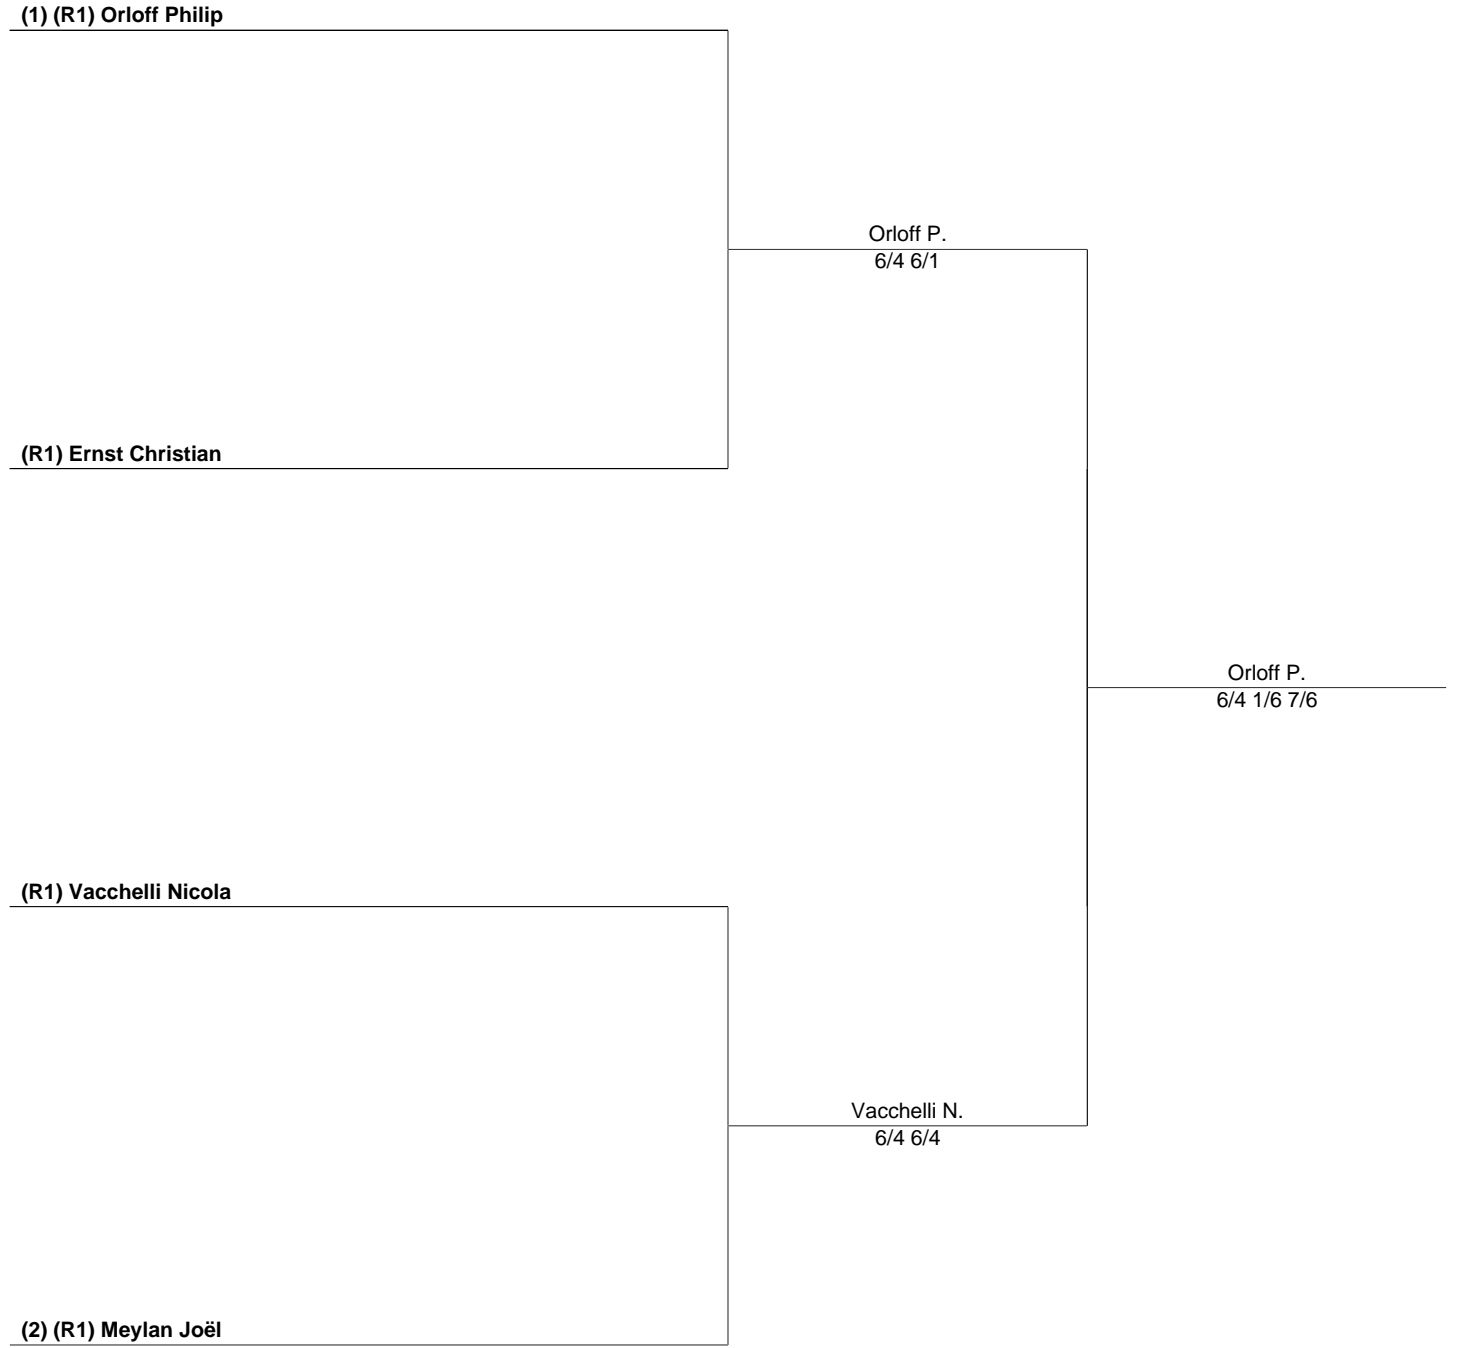 (1) (R1) Orloff Philip
Orloff P.
6/4 6/1
(R1) Ernst Christian
Orloff P.
6/4 1/6 7/6
(R1) Vacchelli Nicola
Vacchelli N.
6/4 6/4
(2) (R1) Meylan Joël